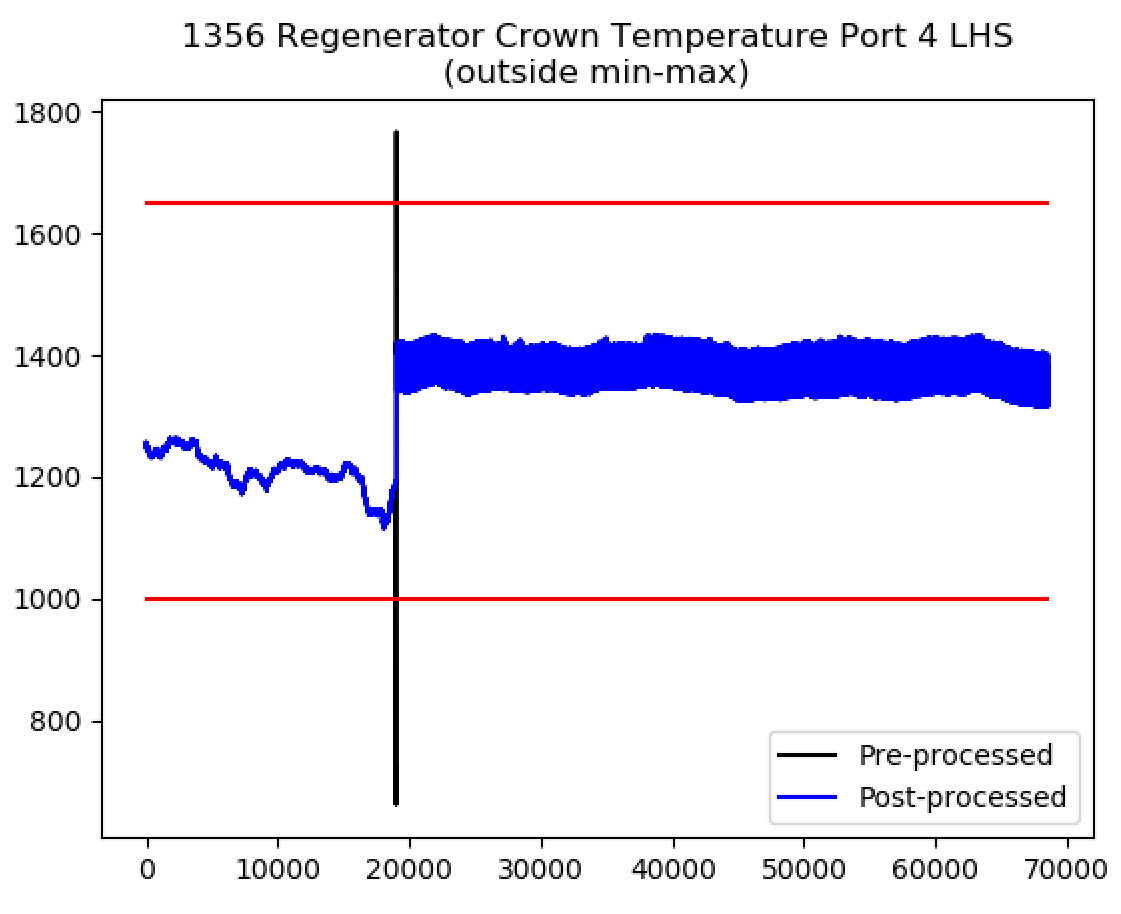 1356 Regenerator Crown Temperature Port 4 LHS
(outside min-max)
1800
1600
1400
1200
1000
800
Pre-processed
Post-processed
0 10000 20000 30000 40000 50000 60000 70000